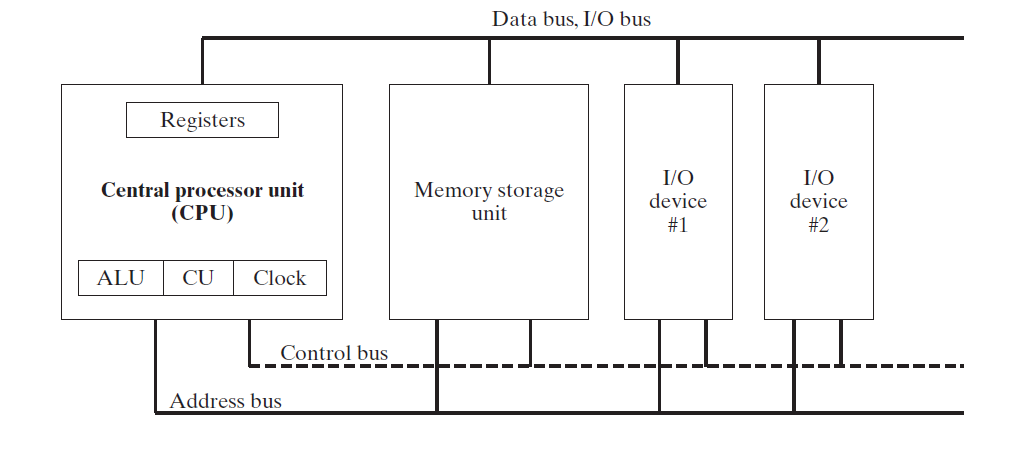 Data bus, I/O bus
Registers
Central processor unit
(CPU)
ALU CU Clock
Memory storage
unit
I/O
device
#1
I/O
device
#2
Control bus
Address bus